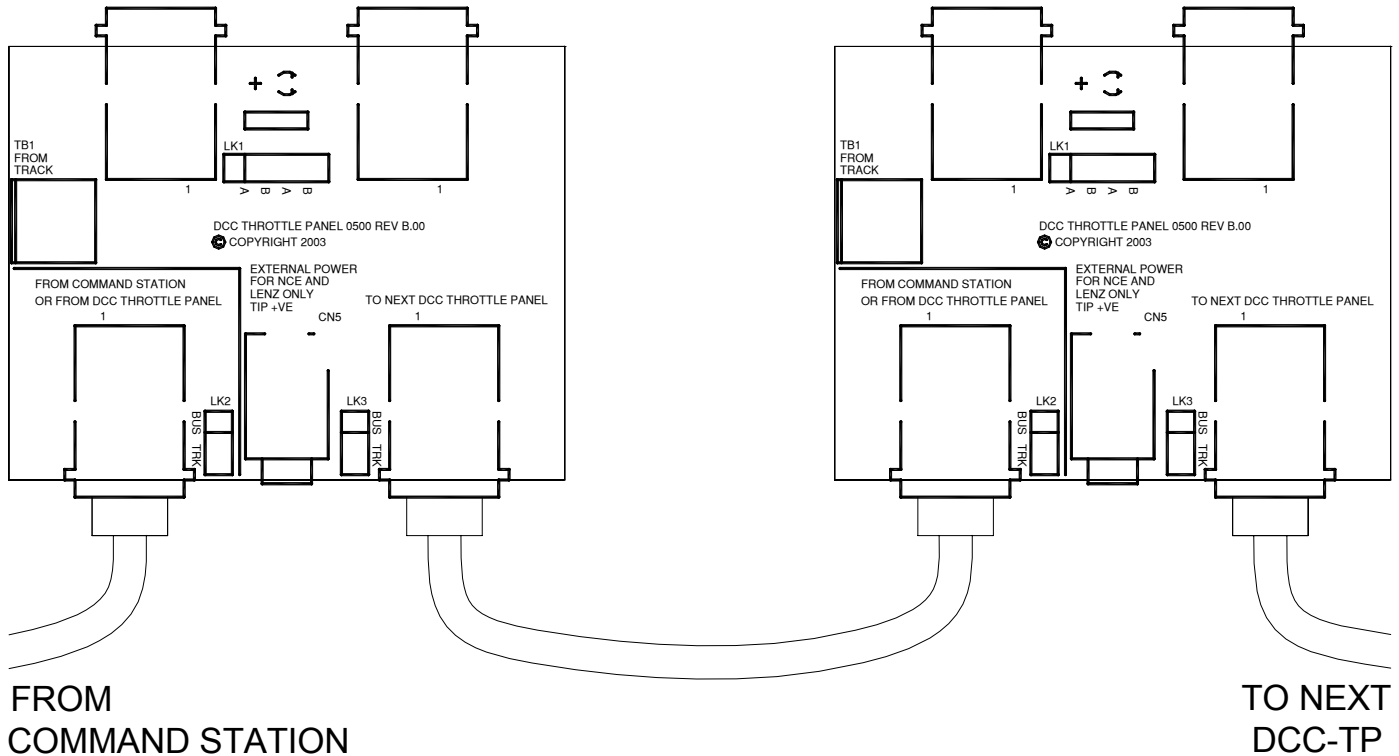 TB1
FROM
TRACK
LK1
1
A B A B
1
DCC THROTTLE PANEL 0500 REV B.00
© COPYRIGHT 2003
FROM COMMAND STATION
OR FROM DCC THROTTLE PANEL
1
EXTERNAL POWER
FOR NCE AND
LENZ ONLY
TIP +VE
CN5
TO NEXT DCC THROTTLE PANEL
1
LK2
BUS TRK
LK3
BUS TRK
TB1
FROM
TRACK
LK1
1
A B A B
1
DCC THROTTLE PANEL 0500 REV B.00
© COPYRIGHT 2003
FROM COMMAND STATION
OR FROM DCC THROTTLE PANEL
1
EXTERNAL POWER
FOR NCE AND
LENZ ONLY
TIP +VE
CN5
TO NEXT DCC THROTTLE PANEL
1
LK2
BUS TRK
LK3
BUS TRK
FROM
COMMAND STATION
TO NEXT
DCC-TP